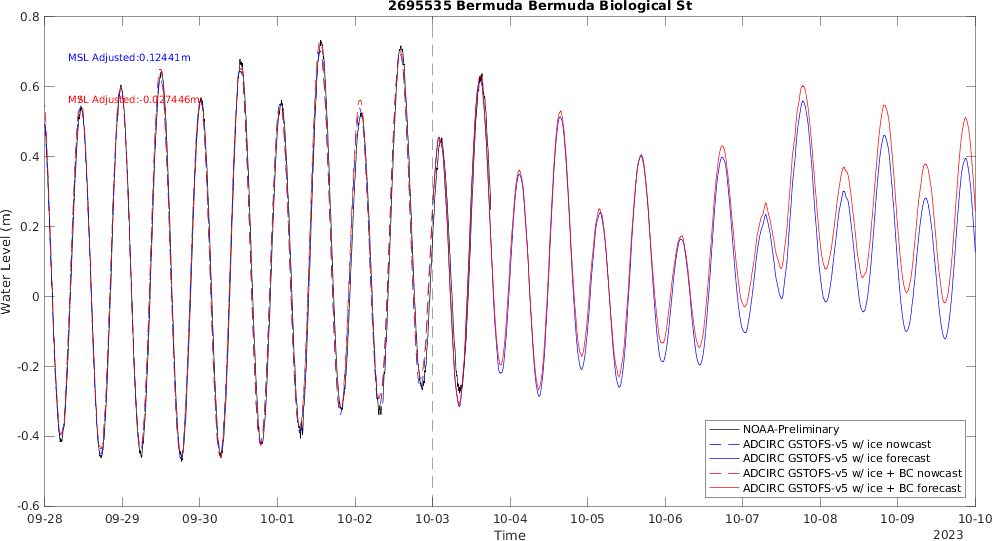 2695535 Bermuda Bermuda Biological St
MSL Adjusted:0.12441m
MSL Adjusted:-0.027446m
Water Level (m)
0.8
0.6
0.4
0.2
0
-0.2
-0.4
-0.6
NOAA-Preliminary
ADCIRC GSTOFS-v5 w/ ice nowcast
ADCIRC GSTOFS-v5 w/ ice forecast
ADCIRC GSTOFS-v5 w/ ice + BC nowcast
ADCIRC GSTOFS-v5 w/ ice + BC forecast
09-28 09-29 09-30 10-01 10-02 10-03 10-04 10-05 10-06 10-07 10-08 10-09 10-10
Time
2023